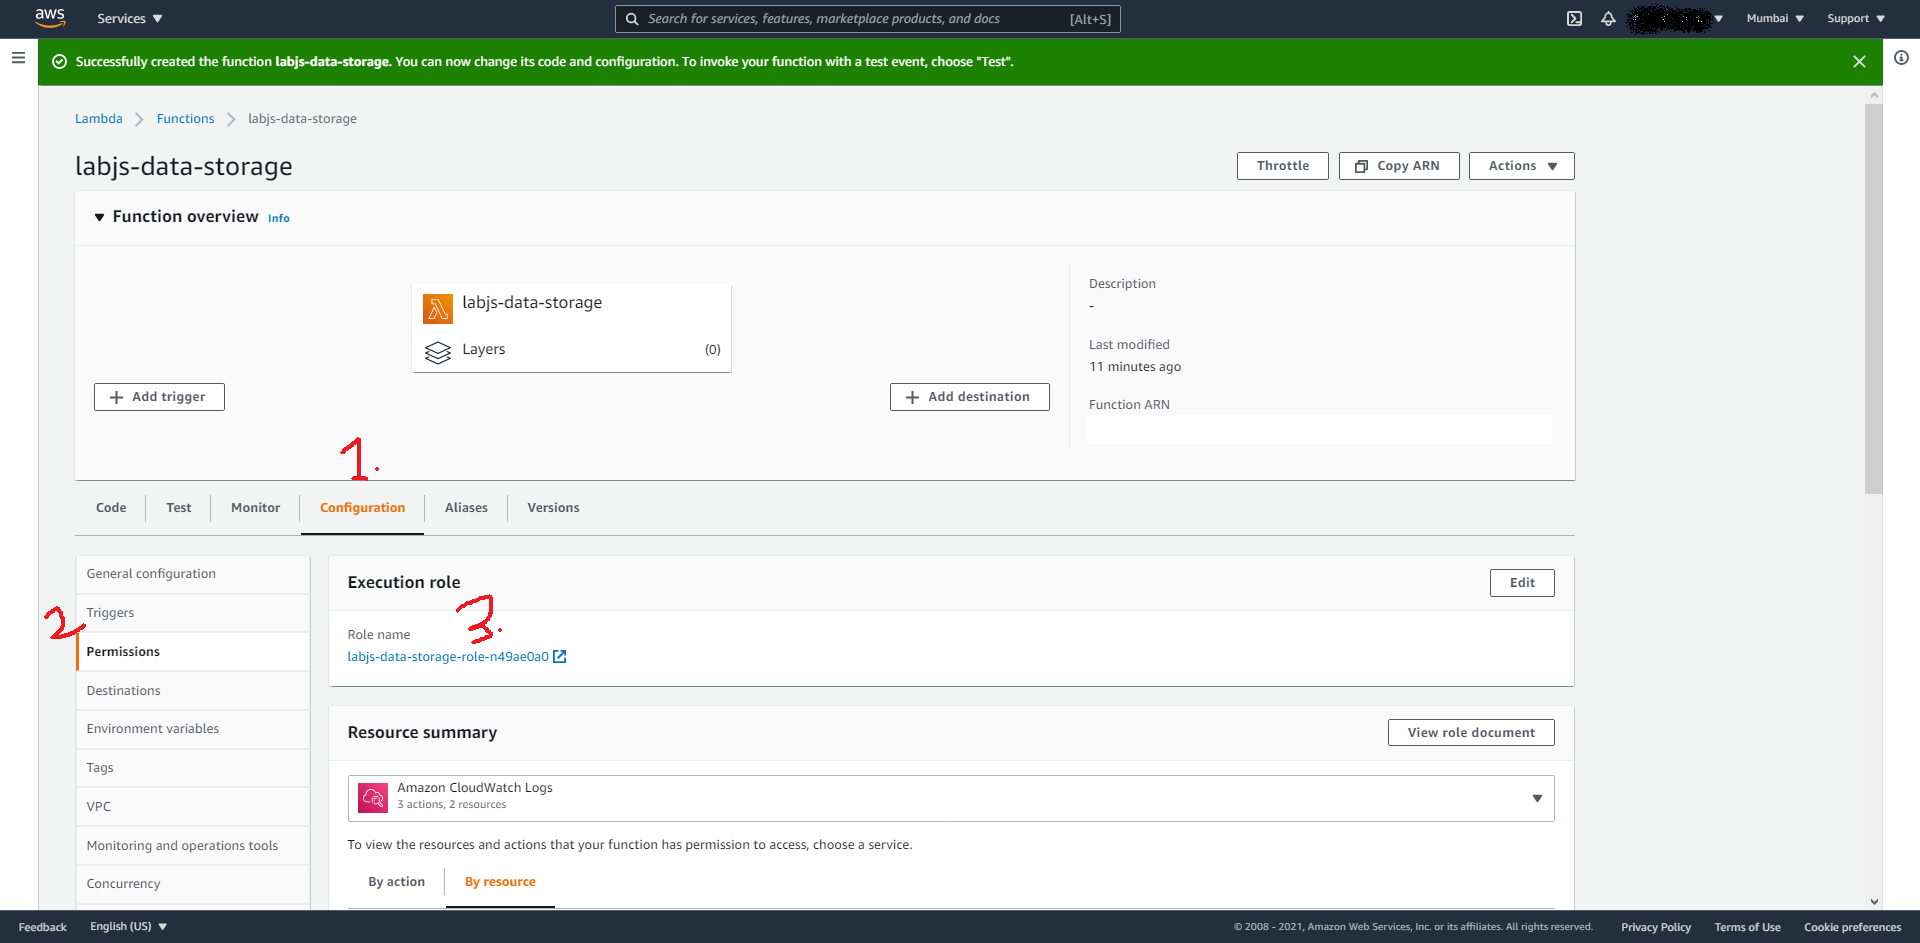 aws Services Search for services, features, marketplace products, and docs [Alt+S] Mumbai Support
Successfully created the function labjs-data-storage. You can now change its code and configuration. To invoke your function with a test event, choose "Test".
Lambda Functions labjs-data-storage
labjs-data-storage
Throttle Copy ARN Actions
Function overview Info
labjs-data-storage
Layers (0)
Add trigger
Add destination
Description
-
Last modified
11 minutes ago
Function ARN
1.
Code Test Monitor Configuration Aliases Versions
General configuration
Triggers
2
Permissions
Destinations
Environment variables
Tags
VPC
Monitoring and operations tools
Concurrency
Execution role Edit
3.
Role name
labjs-data-storage-role-n49ae0a0
Resource summary View role document
Amazon CloudWatch Logs
3 actions, 2 resources
To view the resources and actions that your function has permission to access, choose a service.
By action By resource
Feedback English (US) © 2008 - 2021, Amazon Web Services, Inc. or its affiliates. All rights reserved. Privacy Policy Terms of Use Cookie preferences